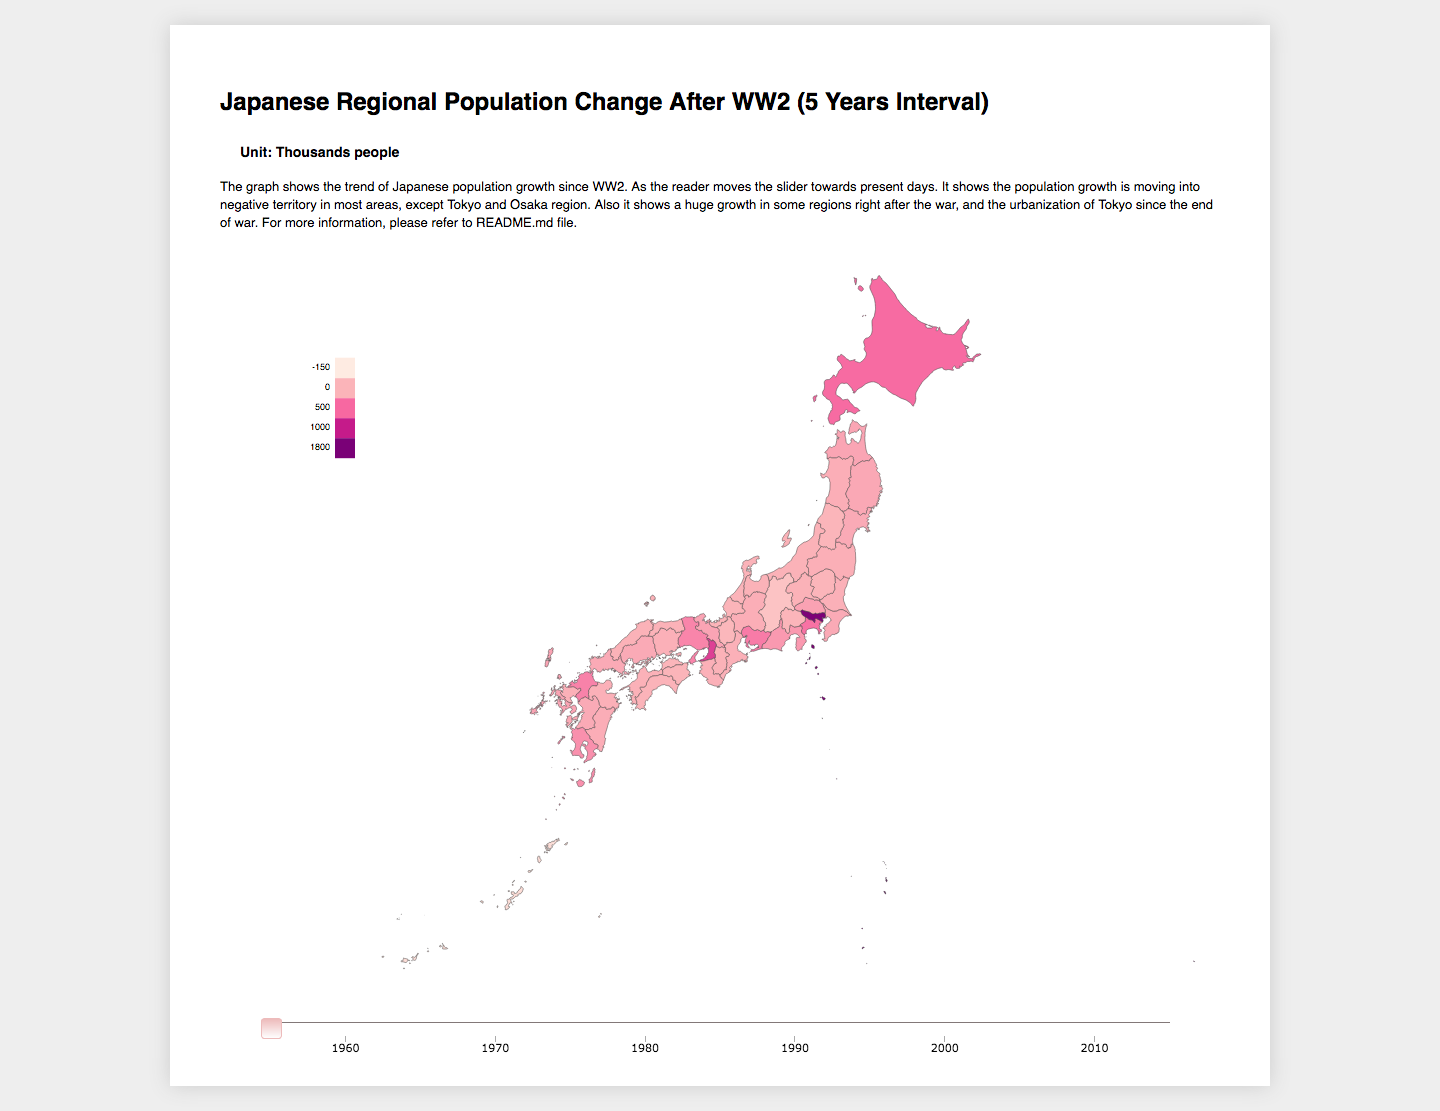 Japanese Regional Population Change After WW2 (5 Years Interval)
Unit: Thousands people
The graph shows the trend of Japanese population growth since WW2. As the reader moves the slider towards present days. It shows the population growth is moving into
negative territory in most areas, except Tokyo and Osaka region. Also it shows a huge growth in some regions right after the war, and the urbanization of Tokyo since the end
of war. For more information, please refer to README.md file.
-150
0
500
1000
1800
1960 1970 1980 1990 2000 2010